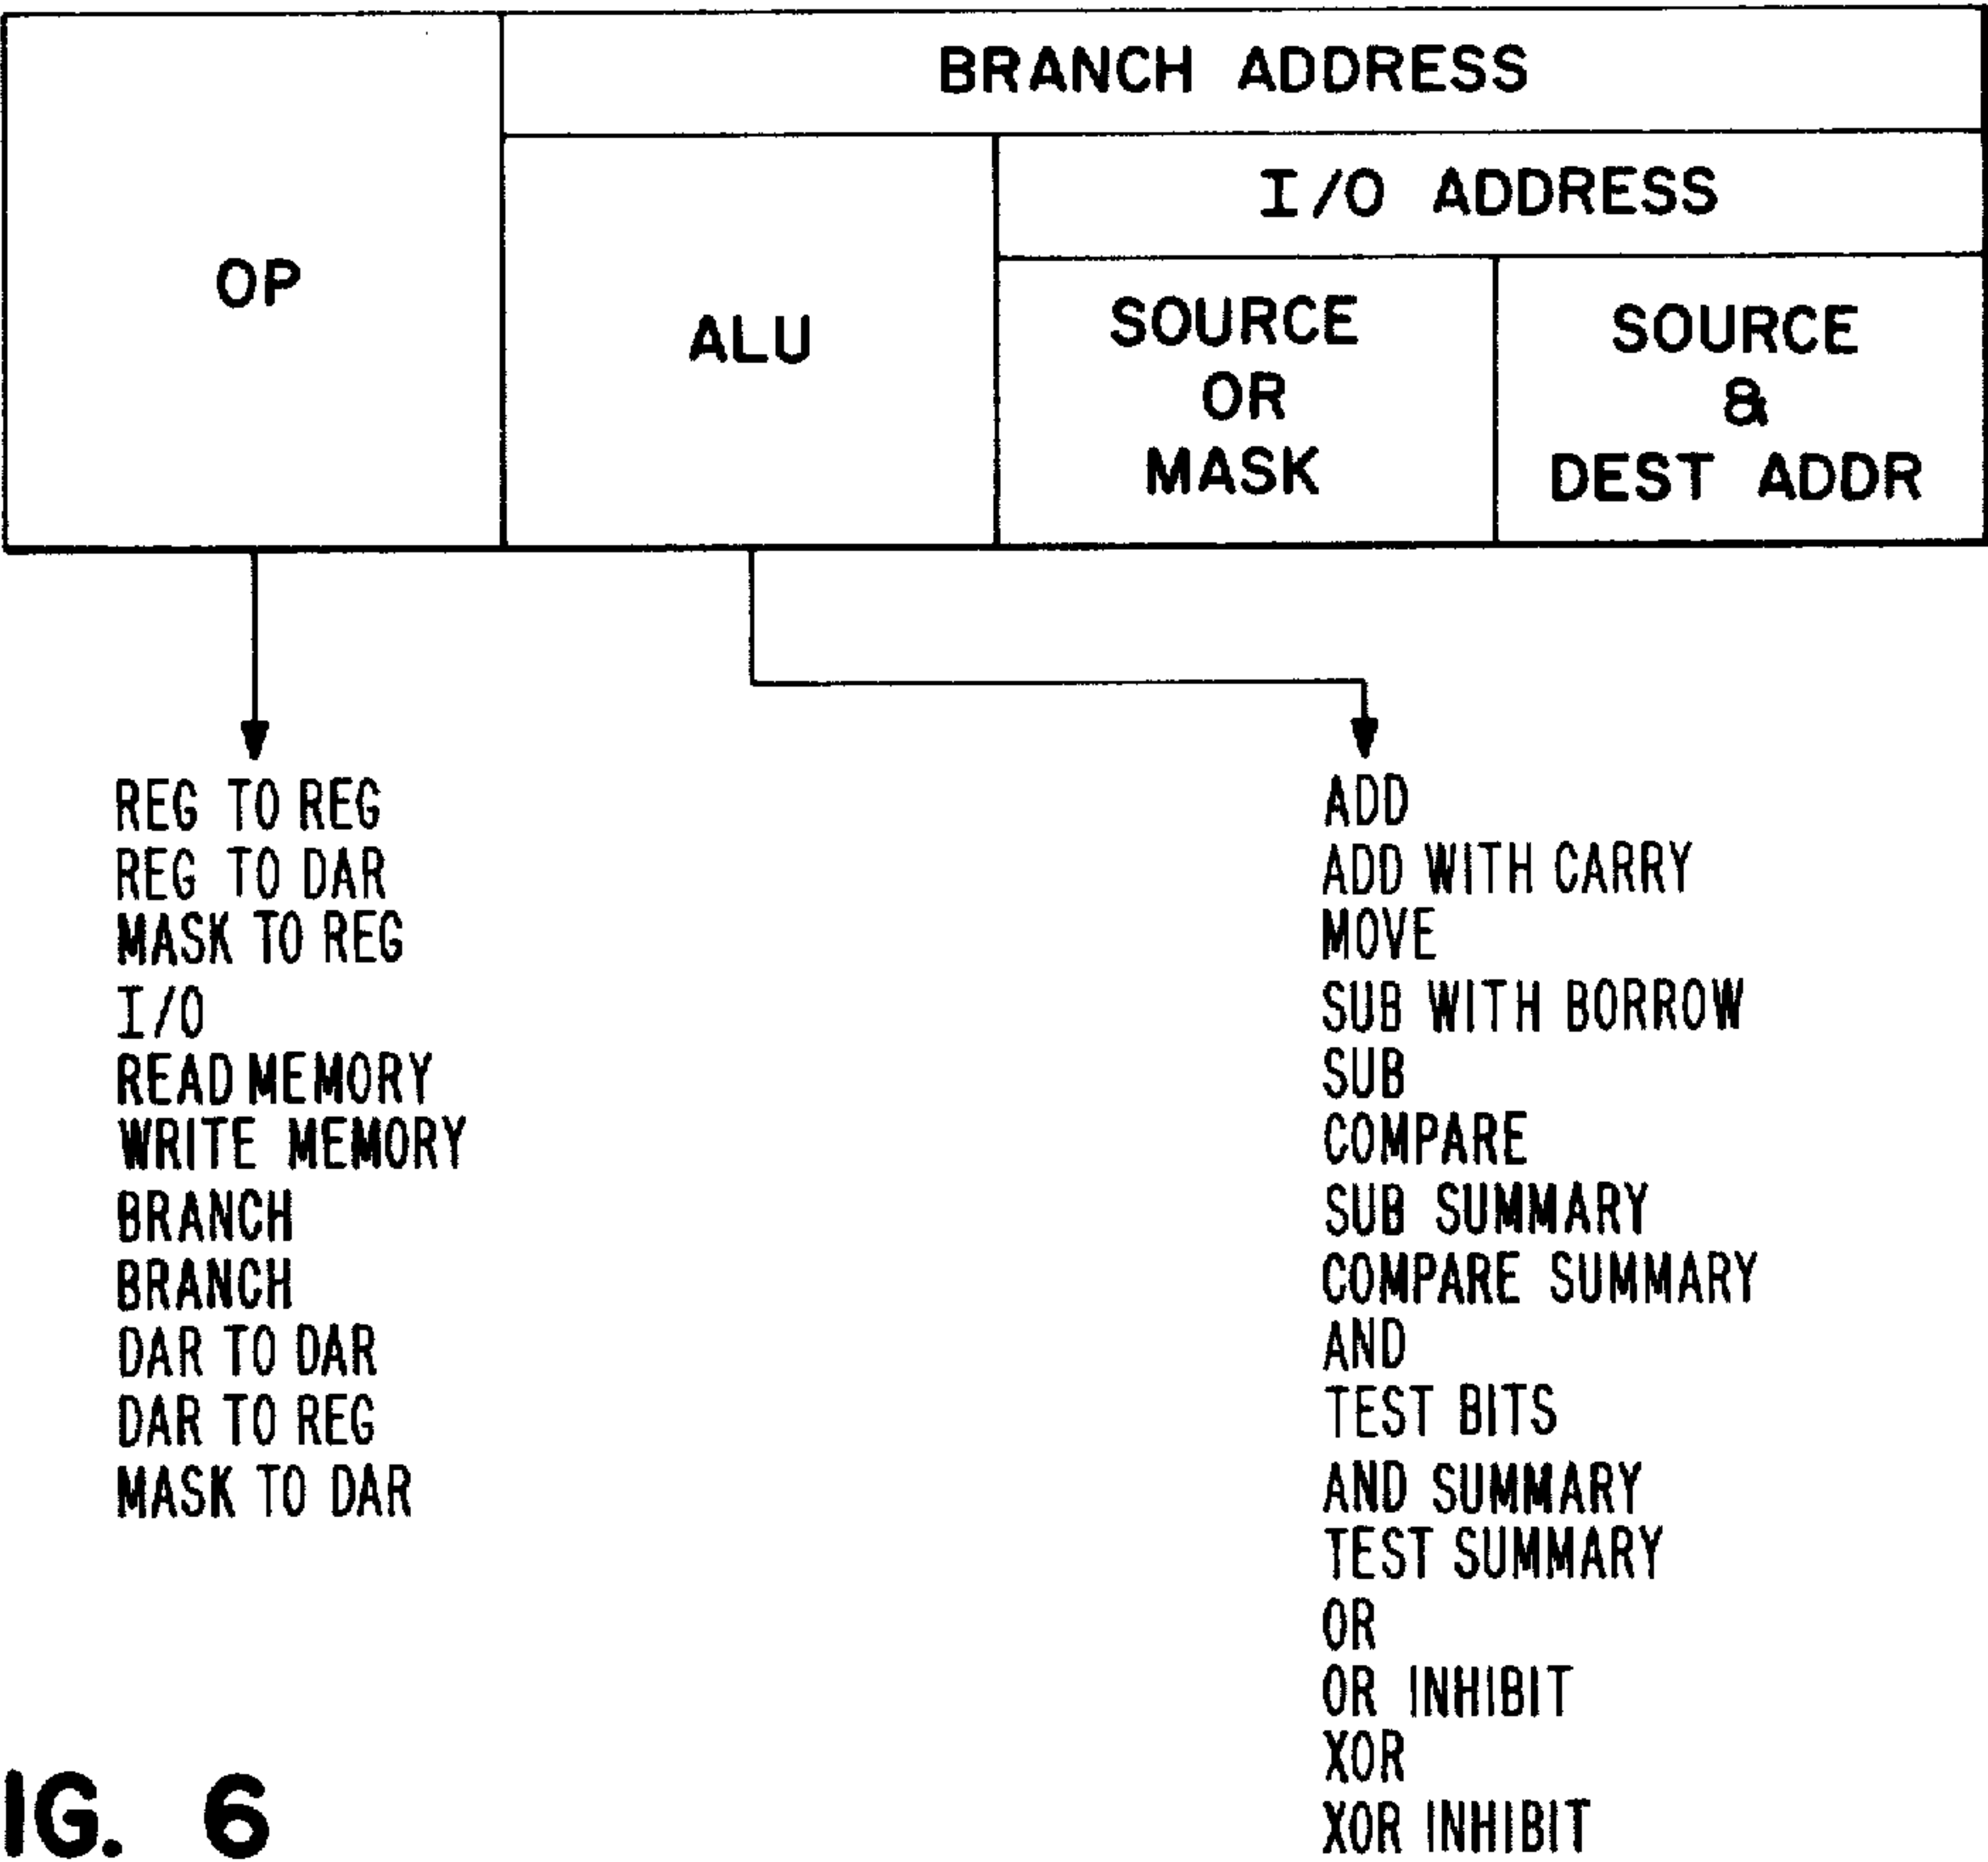 BRANCH ADDRESS
I/O ADDRESS
OP
ALU
SOURCE
OR
MASK
SOURCE
&
DEST ADDR
REG TO REG
REG TO DAR
MASK TO REG
I/O
READ MEMORY
WRITE MEMORY
BRANCH
BRANCH
DAR TO DAR
DAR TO REG
MASK TO DAR
ADD
ADD WITH CARRY
MOVE
SUB WITH BORROW
SUB
COMPARE
SUB SUMMARY
COMPARE SUMMARY
AND
TEST BITS
AND SUMMARY
TEST SUMMARY
OR
OR INHIBIT
XOR
XOR INHIBIT
IG. 6